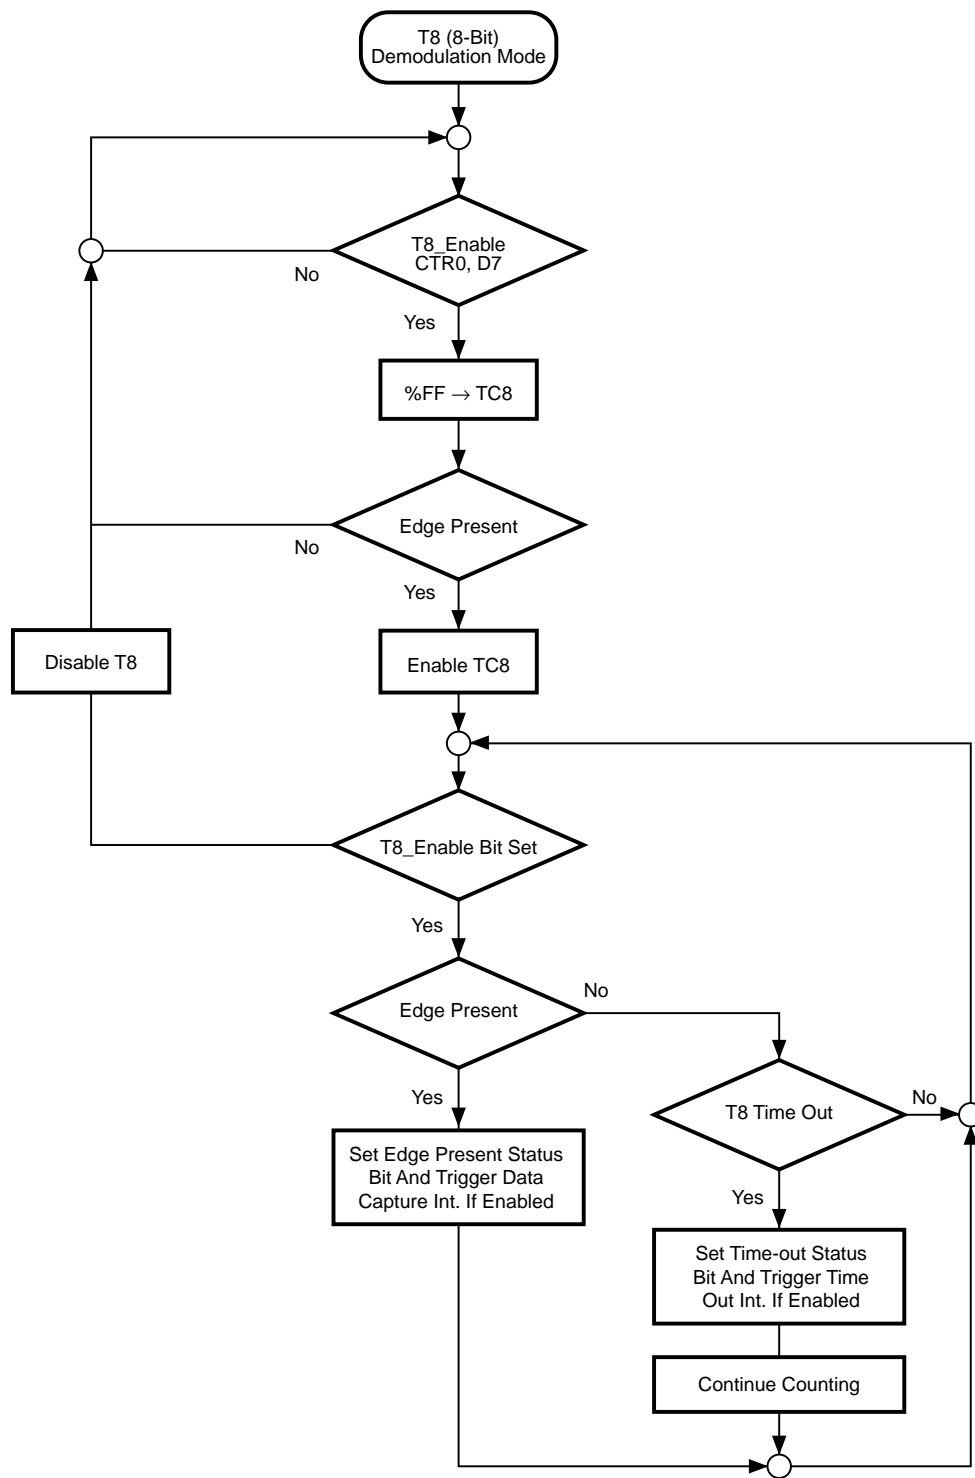 T8 (8-Bit)
Demodulation Mode
T8_Enable
CTR0, D7
No
Yes
%FF → TC8
Edge Present
No
Yes
Disable T8
Enable TC8
T8_Enable Bit Set
Yes
Edge Present
No
Yes
T8 Time Out
No
Set Edge Present Status
Bit And Trigger Data
Capture Int. If Enabled
Yes
Set Time-out Status
Bit And Trigger Time
Out Int. If Enabled
Continue Counting